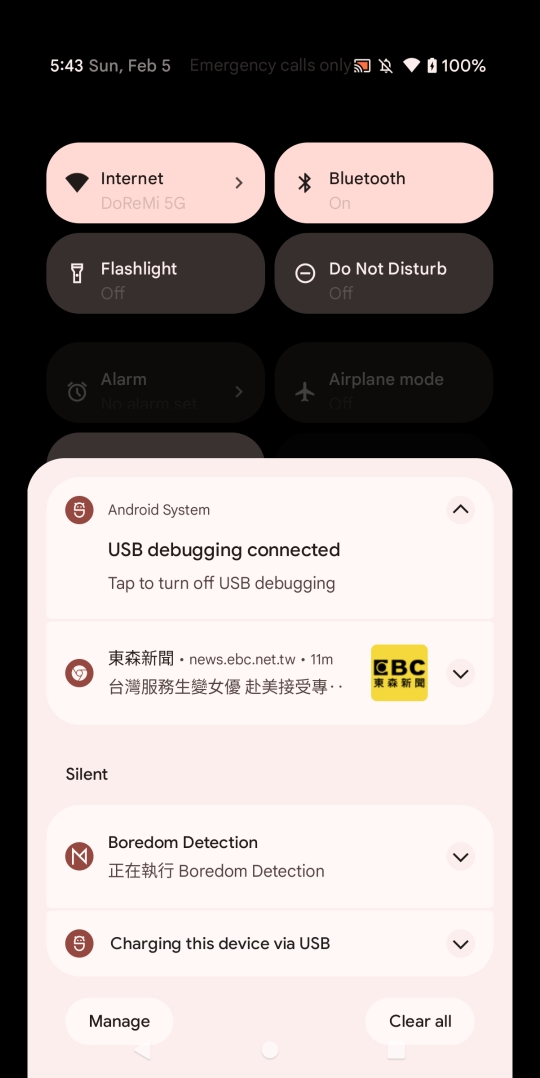 5:43 Sun, Feb 5 Emergency calls only 100%
Internet
DoReMi 5G
Bluetooth
On
Flashlight
Off
Do Not Disturb
Off
Alarm
No alarm set
Airplane mode
Off
Android System
USB debugging connected
Tap to turn off USB debugging
東森新聞 • news.ebc.net.tw • 11m
台灣服務生變女優 赴美接受專‥
EBC
東森新聞
Silent
Boredom Detection
正在執行 Boredom Detection
Charging this device via USB
Manage
Clear all